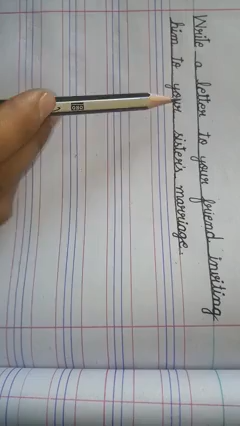 Write a letter to your friend inviting
him to your sister's marriage.